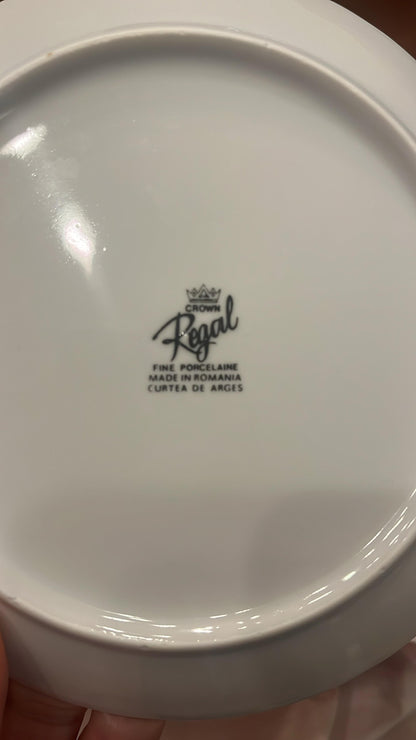 CROWN
Regal
FINE PORCELAINE
MADE IN ROMANIA
CURTEA DE ARGES